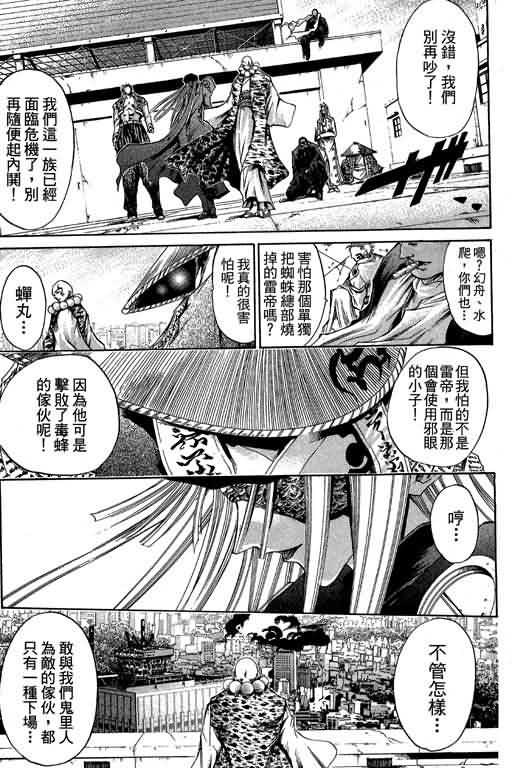 沒錯，我們
別再吵了！
我們這一族已經
面臨危機了，別
再隨便起內鬨！
嗯？幻舟、水
爬，你們也…
害怕那個單獨
把蜘蛛總部燒
掉的雷帝嗎？
我真的很害
怕呢！
蟬丸…
但我怕的不是
雷帝，而是那
個會使用邪眼
的小子！
因為他可是
擊敗了毒蜂
的傢伙呢！
哼…
不管怎樣…
敢與我們鬼里人
為敵的傢伙，都
只有一種下場…